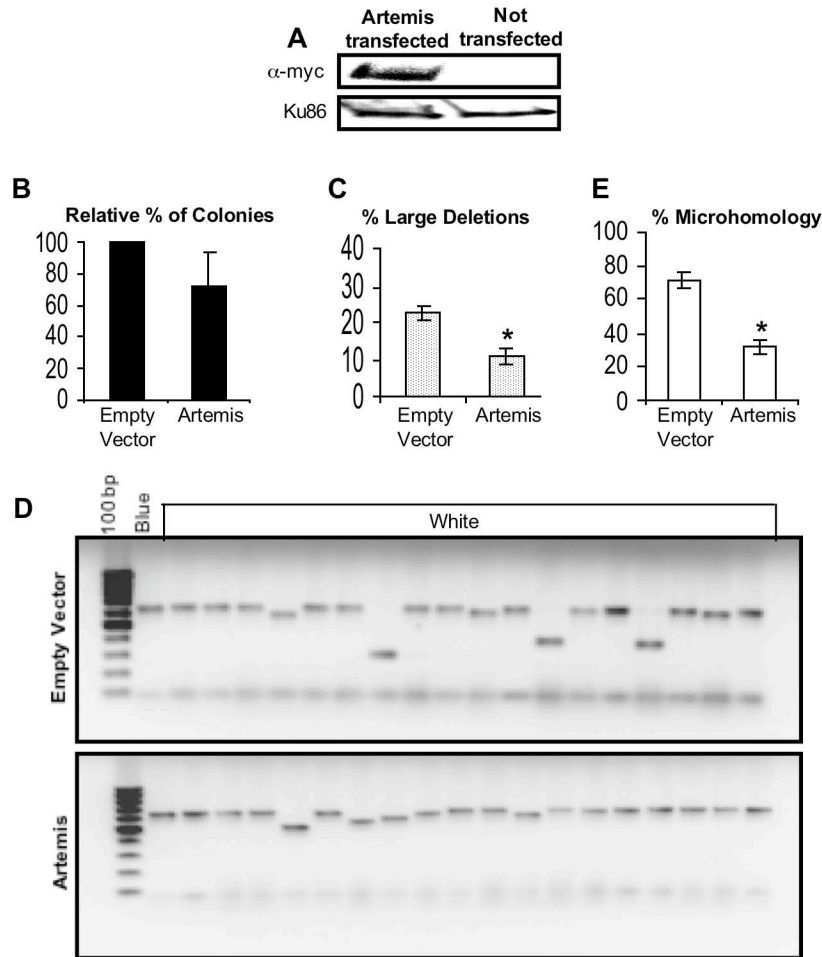 A
Artemis transfected
Not transfected
α-myc
Ku86
B
Relative % of Colonies
100
80
60
40
20
0
Empty Vector
Artemis
C
% Large Deletions
40
30
20
10
0
Empty Vector
Artemis
*
E
% Microhomology
100
80
60
40
20
0
Empty Vector
Artemis
*
D
100 bp
Blue
White
Empty Vector
Artemis